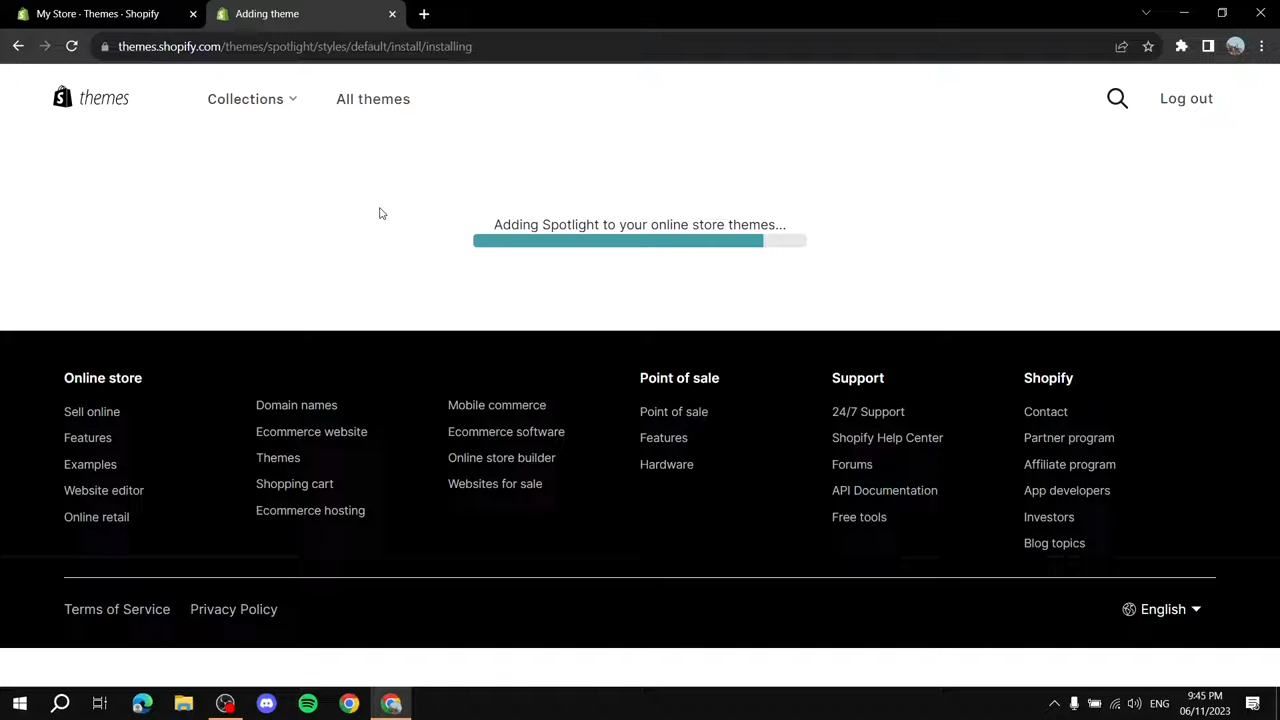 My Store - Themes - Shopify
Adding theme
themes.shopify.com/themes/spotlight/styles/default/install/installing
themes
Collections
All themes
Log out
Adding Spotlight to your online store themes...
Online store
Sell online
Features
Examples
Website editor
Online retail
Domain names
Ecommerce website
Themes
Shopping cart
Ecommerce hosting
Mobile commerce
Ecommerce software
Online store builder
Websites for sale
Point of sale
Point of sale
Features
Hardware
Support
24/7 Support
Shopify Help Center
Forums
API Documentation
Free tools
Shopify
Contact
Partner program
Affiliate program
App developers
Investors
Blog topics
Terms of Service
Privacy Policy
English
ENG
9:45 PM
06/11/2023